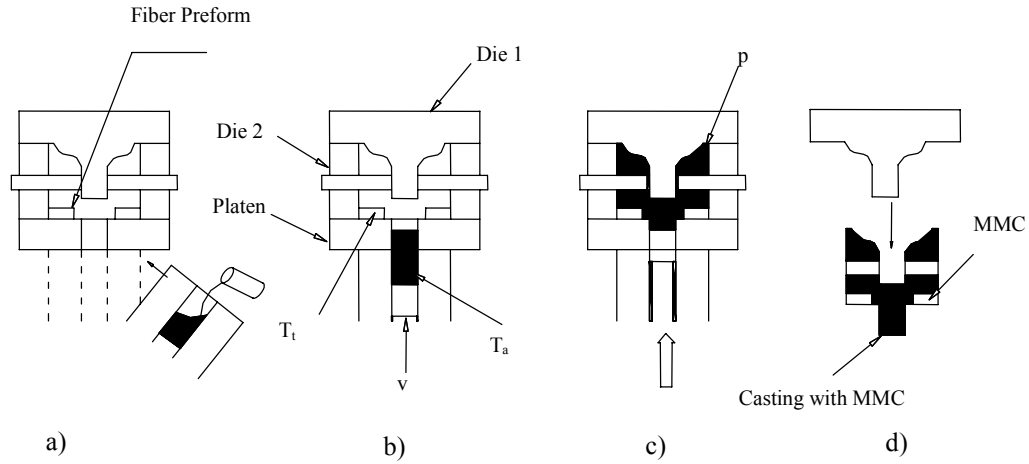 Fiber Preform
Die 1
p
Die 2
Platen
MMC
T_t
T_a
v
Casting with MMC
a)
b)
c)
d)